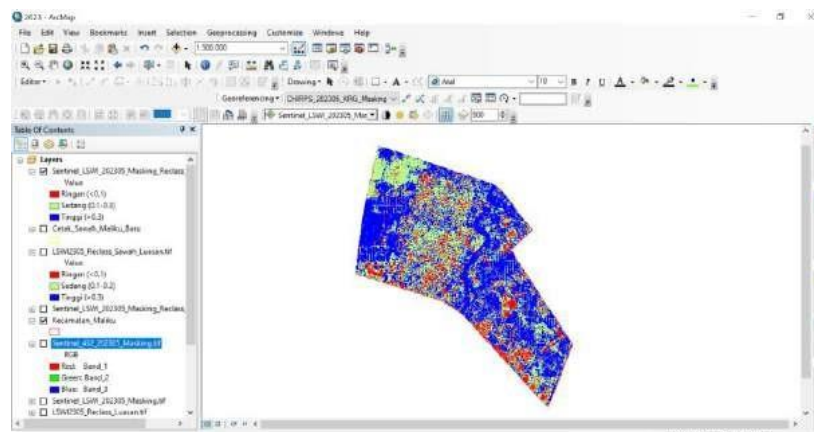 2023 - ArcMap
File Edit View Bookmarks Insert Selection Geoprocessing Customize Windows Help
1:500.000
Editor Drawing A Arial 10 B I U A
Georeferencing CHIRPS_202305_KRG_Masking
Sentinel_LSWI_202305_Mas 900
Table Of Contents
Layers
Sentinel_LSWI_202305_Masking_Reclass
Value
Ringan (<0,1)
Sedang (0.1-0.3)
Tinggi (>0.3)
Cetak_Sawah_Maliku_Baru
LSWI2305_Reclass_Sawah_Luasan.tif
Value
Ringan (<0,1)
Sedang (0.1-0.2)
Tinggi (>0.3)
Sentinel_LSWI_202305_Masking_Reclass
Kecamatan_Maliku
Sentinel_432_202305_Masking.tif
RGB
Red: Band_1
Green: Band_2
Blue: Band_3
Sentinel_LSWI_202305_Masking.tif
LSWI2305_Reclass_Luasan.tif